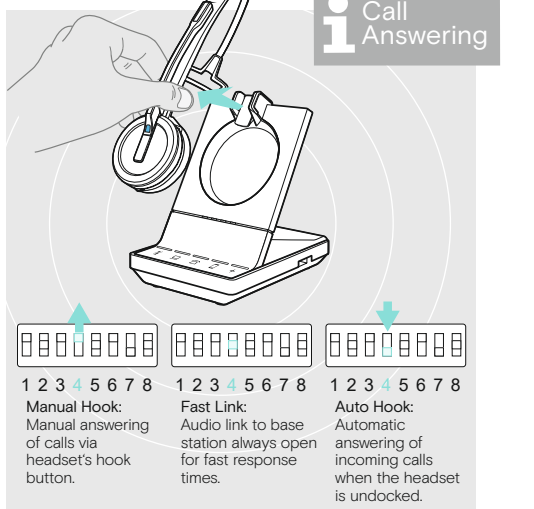 Call
Answering
1 2 3 4 5 6 7 8
Manual Hook:
Manual answering
of calls via
headset's hook
button.
1 2 3 4 5 6 7 8
Fast Link:
Audio link to base
station always open
for fast response
times.
1 2 3 4 5 6 7 8
Auto Hook:
Automatic
answering of
incoming calls
when the headset
is undocked.